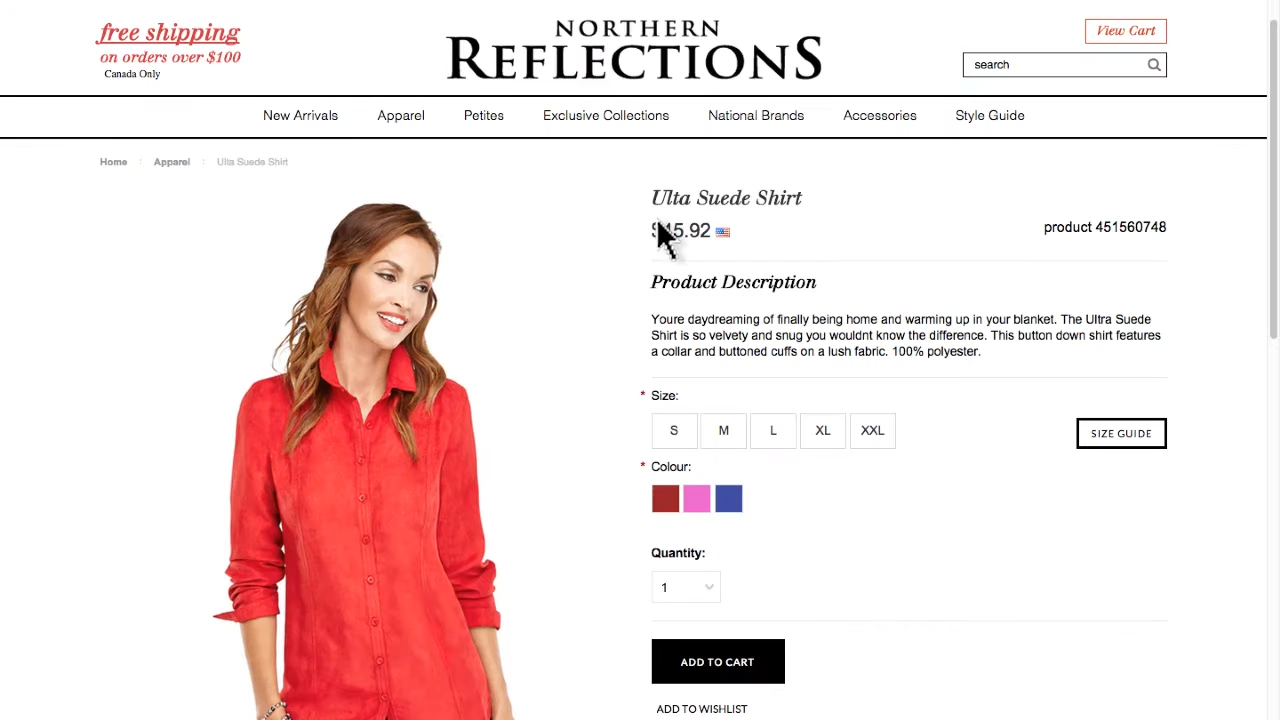 free shipping
on orders over $100
Canada Only
NORTHERN
REFLECTIONS
View Cart
search
New Arrivals Apparel Petites Exclusive Collections National Brands Accessories Style Guide
Home : Apparel : Ulta Suede Shirt
Ulta Suede Shirt
5.92
product 451560748
Product Description
Youre daydreaming of finally being home and warming up in your blanket. The Ultra Suede
Shirt is so velvety and snug you wouldnt know the difference. This button down shirt features
a collar and buttoned cuffs on a lush fabric. 100% polyester.
* Size:
S M L XL XXL
SIZE GUIDE
* Colour:
Quantity:
1
ADD TO CART
ADD TO WISHLIST